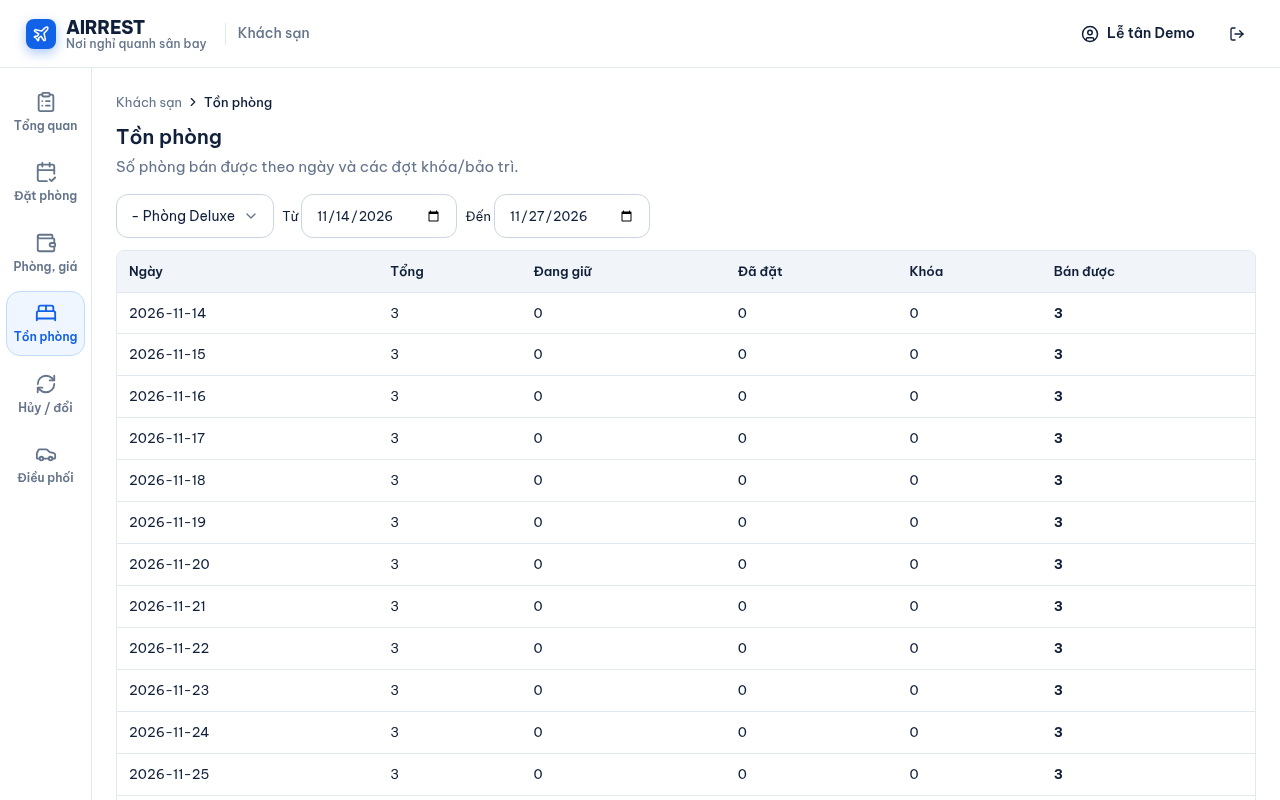 AIRREST
Nơi nghỉ quanh sân bay
Khách sạn
Lễ tân Demo
Tổng quan
Đặt phòng
Phòng, giá
Tồn phòng
Hủy / đổi
Điều phối
Khách sạn > Tồn phòng
Tồn phòng
Số phòng bán được theo ngày và các đợt khóa/bảo trì.
- Phòng Deluxe Từ 11/14/2026 Đến 11/27/2026
Ngày Tổng Đang giữ Đã đặt Khóa Bán được
2026-11-14 3 0 0 0 3
2026-11-15 3 0 0 0 3
2026-11-16 3 0 0 0 3
2026-11-17 3 0 0 0 3
2026-11-18 3 0 0 0 3
2026-11-19 3 0 0 0 3
2026-11-20 3 0 0 0 3
2026-11-21 3 0 0 0 3
2026-11-22 3 0 0 0 3
2026-11-23 3 0 0 0 3
2026-11-24 3 0 0 0 3
2026-11-25 3 0 0 0 3